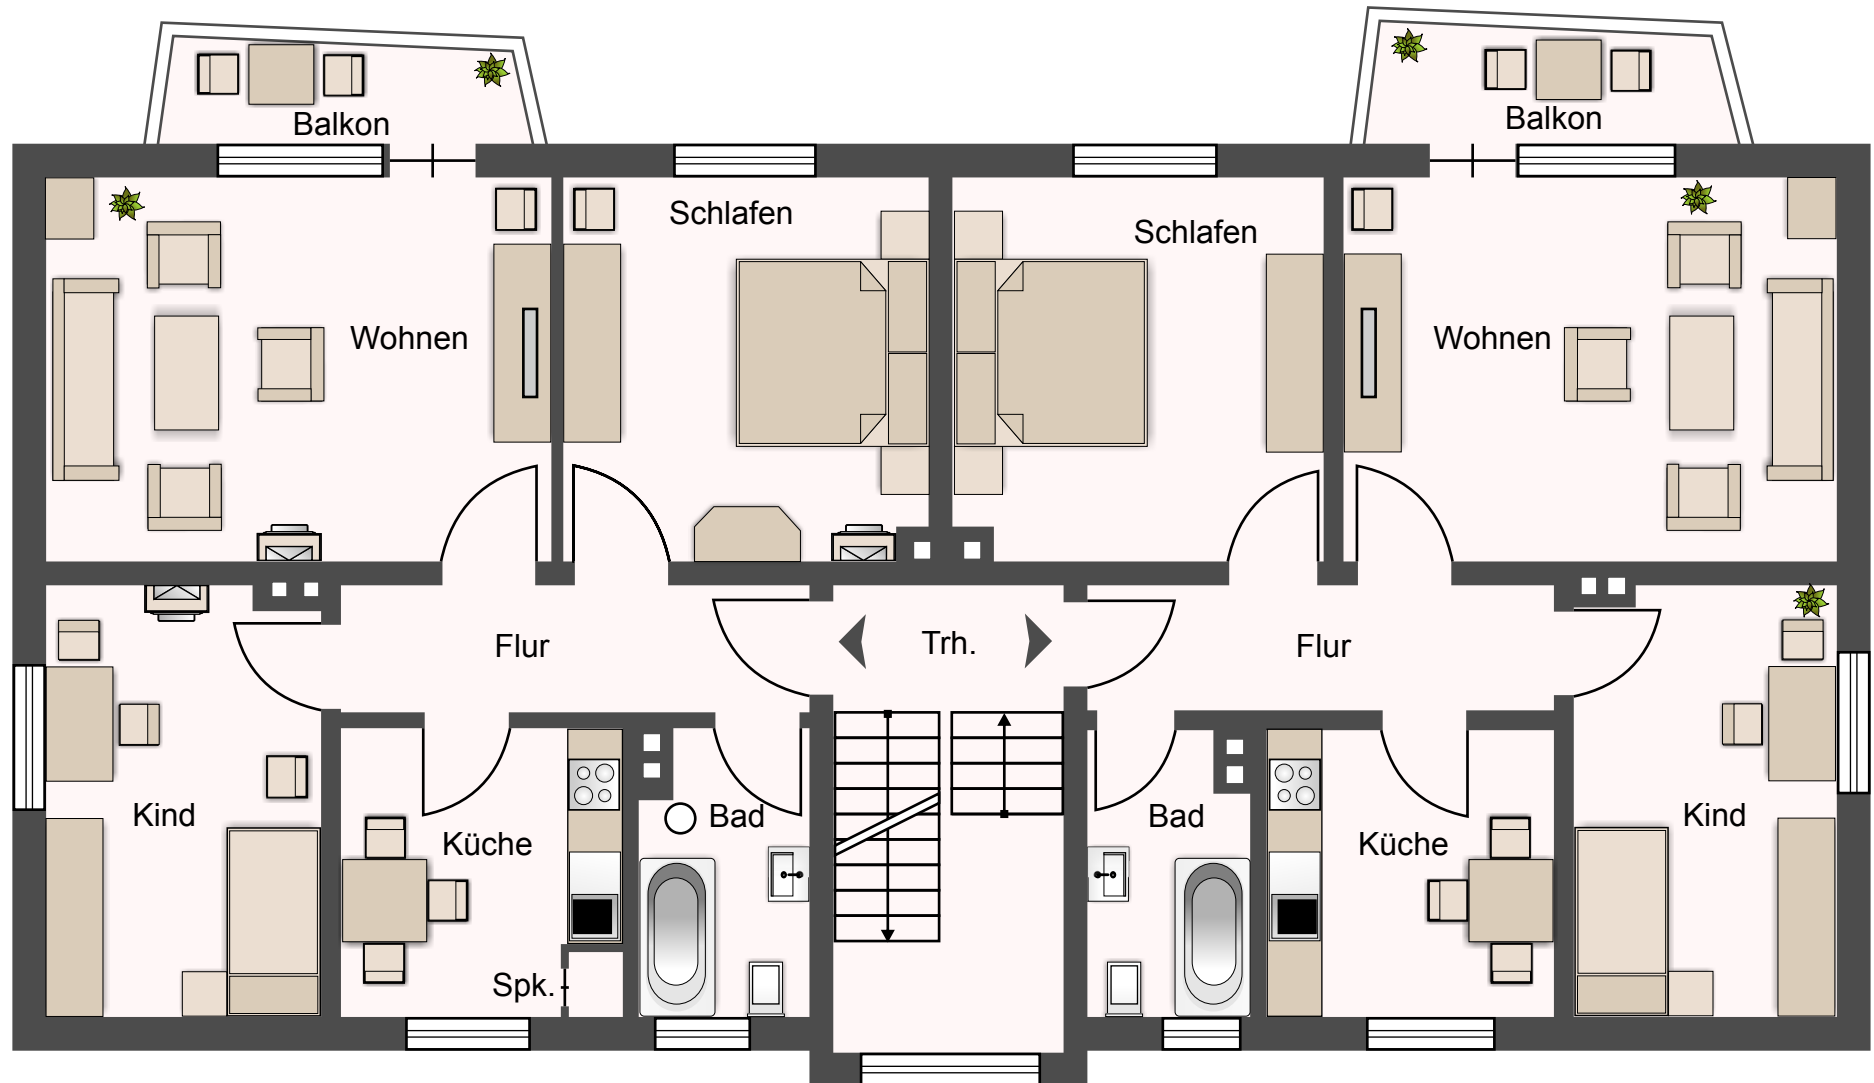 Balkon
Balkon
Schlafen
Schlafen
Wohnen
Wohnen
Flur
Trh.
Flur
Kind
Küche
Bad
Bad
Küche
Kind
Spk.